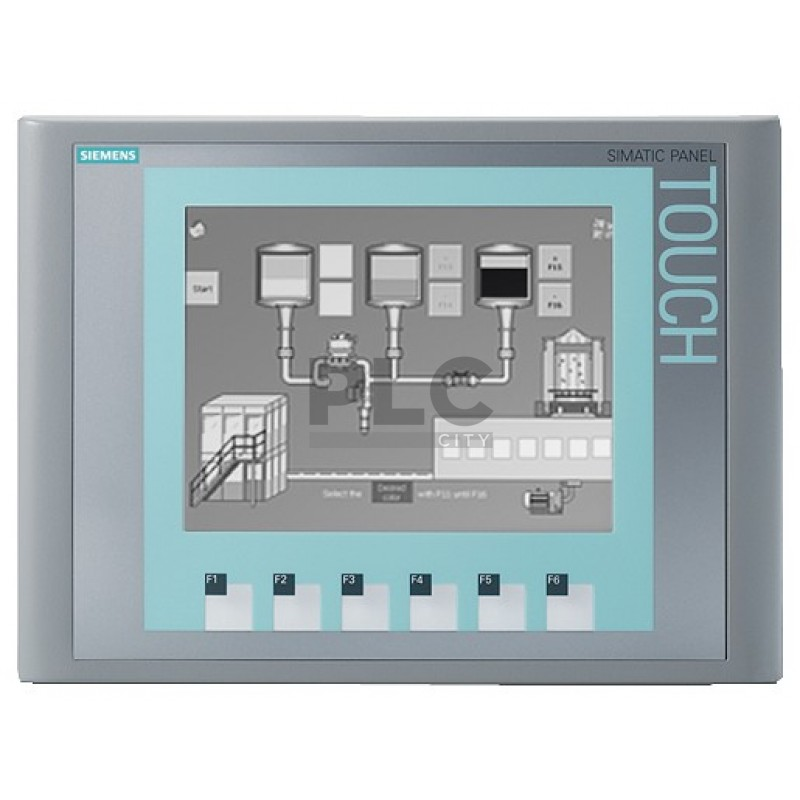 SIEMENS
SIMATIC PANEL
TOUCH
Start
F15
F16
PLC
CITY
Select the Desired color with F11 until F16
F1 F2 F3 F4 F5 F6